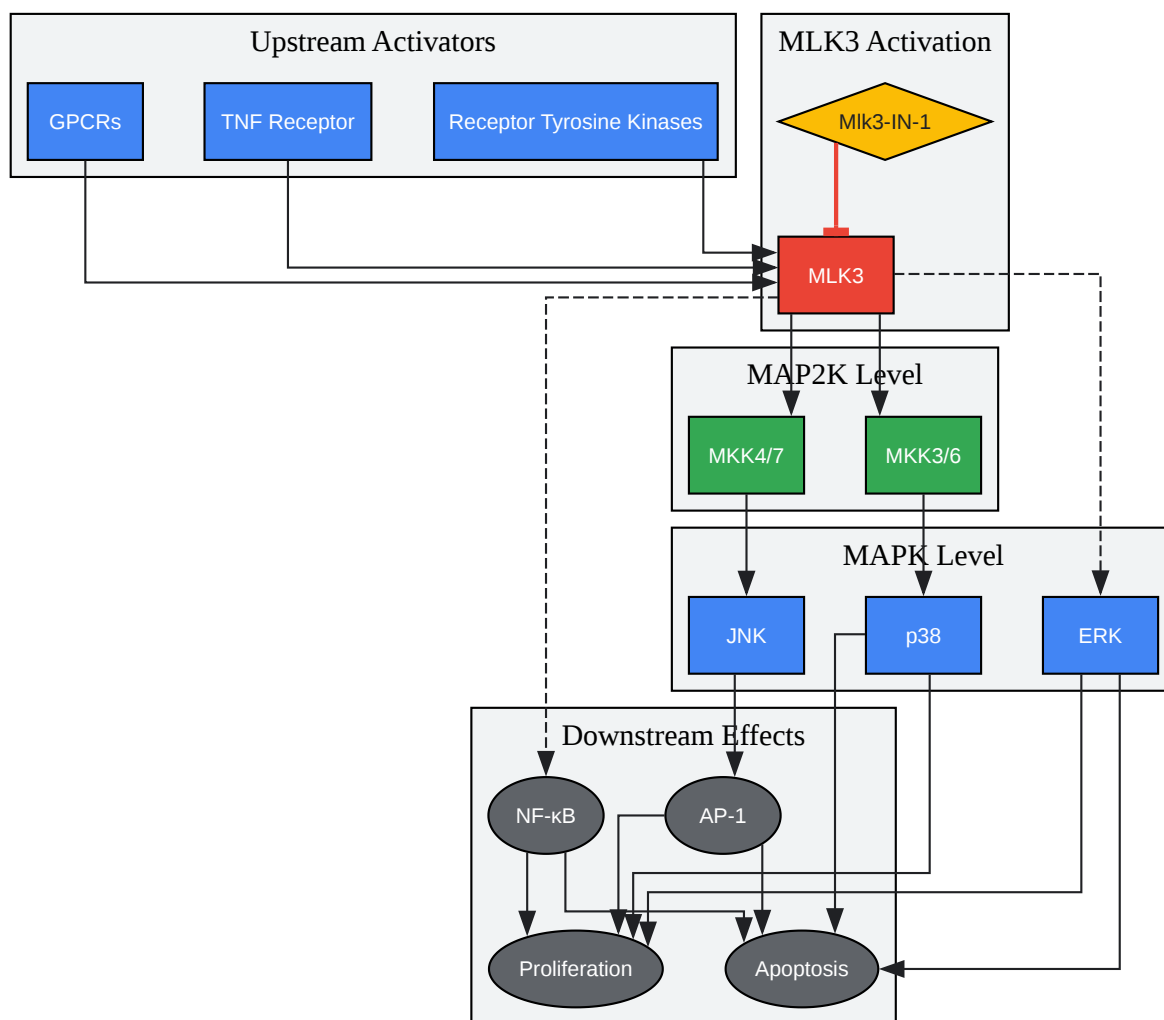 Upstream Activators
MLK3 Activation
GPCRs
TNF Receptor
Receptor Tyrosine Kinases
Mlk3-IN-1
MLK3
MAP2K Level
MKK4/7
MKK3/6
MAPK Level
JNK
p38
ERK
Downstream Effects
NF-κB
AP-1
Proliferation
Apoptosis